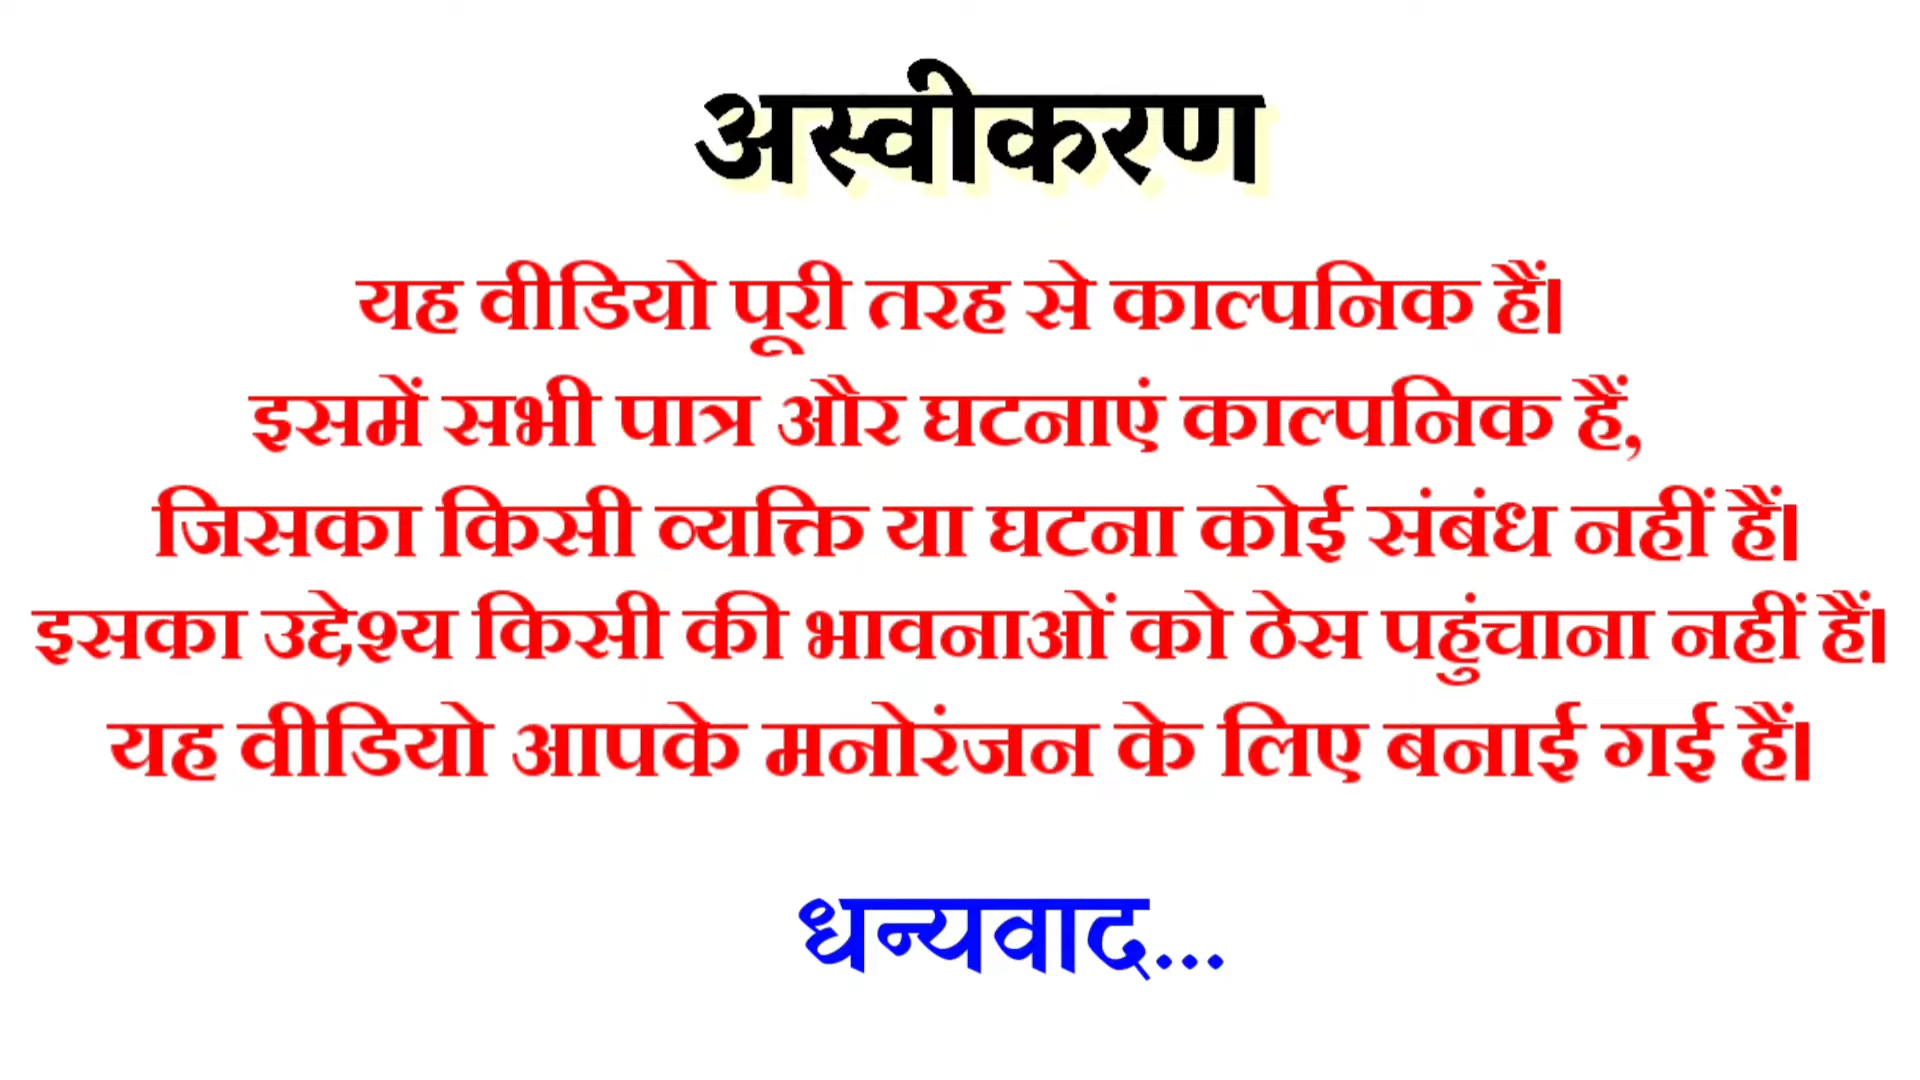 अस्वीकरण
यह वीडियो पूरी तरह से काल्पनिक हैं।
इसमें सभी पात्र और घटनाएं काल्पनिक हैं,
जिसका किसी व्यक्ति या घटना कोई संबंध नहीं हैं।
इसका उद्देश्य किसी की भावनाओं को ठेस पहुंचाना नहीं हैं।
यह वीडियो आपके मनोरंजन के लिए बनाई गई हैं।
धन्यवाद...